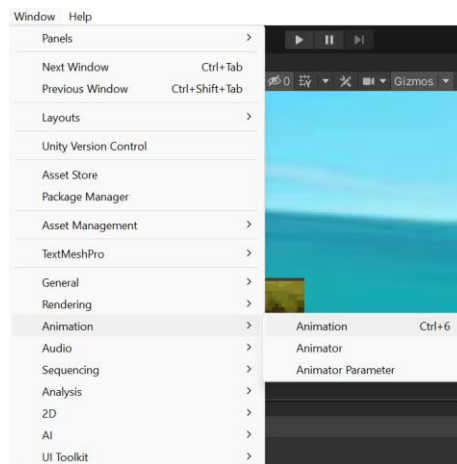 Window Help
Panels
Next Window Ctrl+Tab
Previous Window Ctrl+Shift+Tab
0 Gizmos
Layouts
Unity Version Control
Asset Store
Package Manager
Asset Management
TextMeshPro
General
Rendering
Animation
Animation Ctrl+6
Audio
Animator
Sequencing
Animator Parameter
Analysis
2D
AI
UI Toolkit